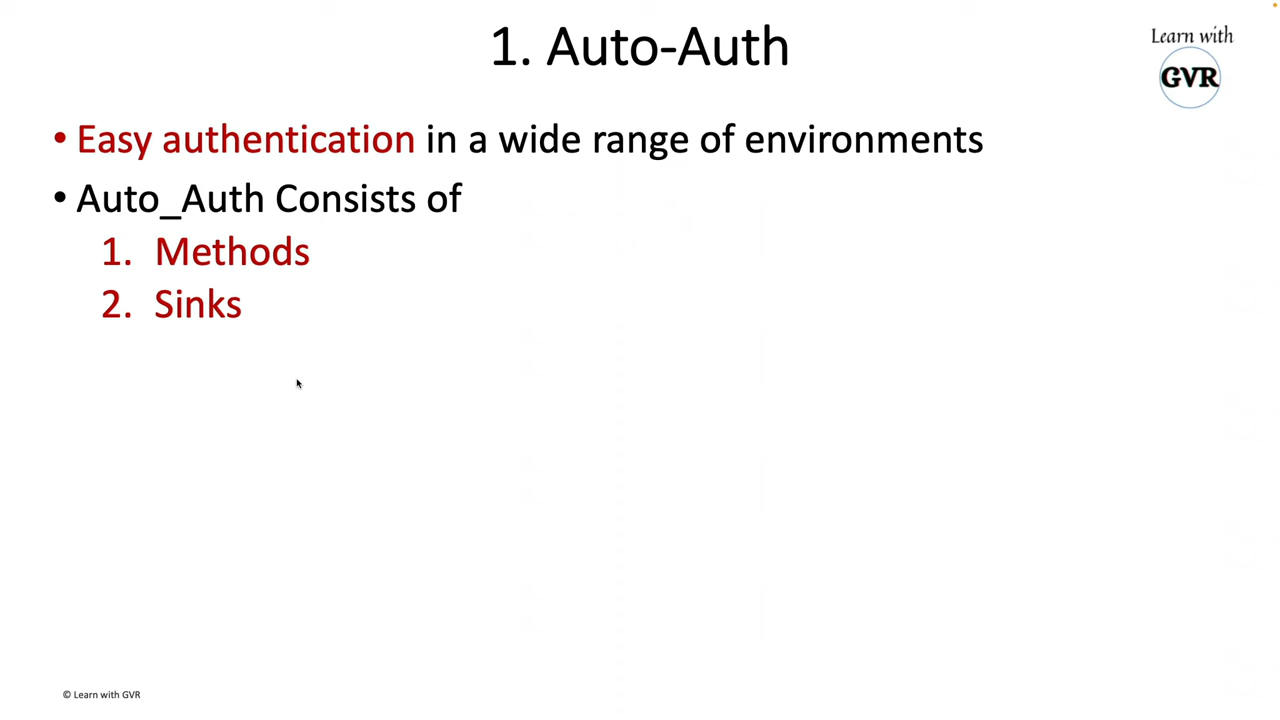 1. Auto-Auth
Learn with
GVR
• Easy authentication in a wide range of environments
• Auto_Auth Consists of
1. Methods
2. Sinks
© Learn with GVR